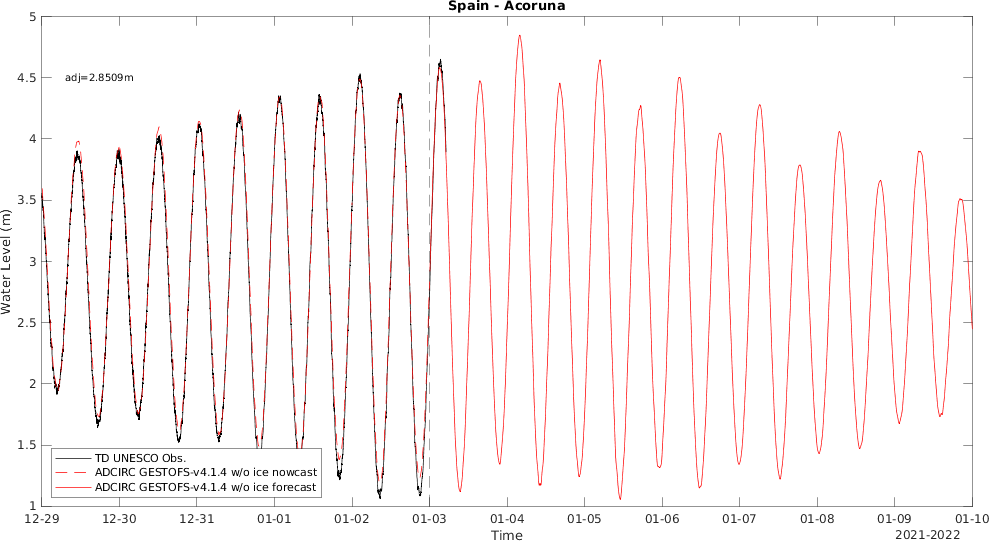 Spain - Acoruna
adj=2.8509m
Water Level (m)
5
4.5
4
3.5
3
2.5
2
1.5
1
TD UNESCO Obs.
ADCIRC GESTOFS-v4.1.4 w/o ice nowcast
ADCIRC GESTOFS-v4.1.4 w/o ice forecast
12-29 12-30 12-31 01-01 01-02 01-03 01-04 01-05 01-06 01-07 01-08 01-09 01-10
Time
2021-2022